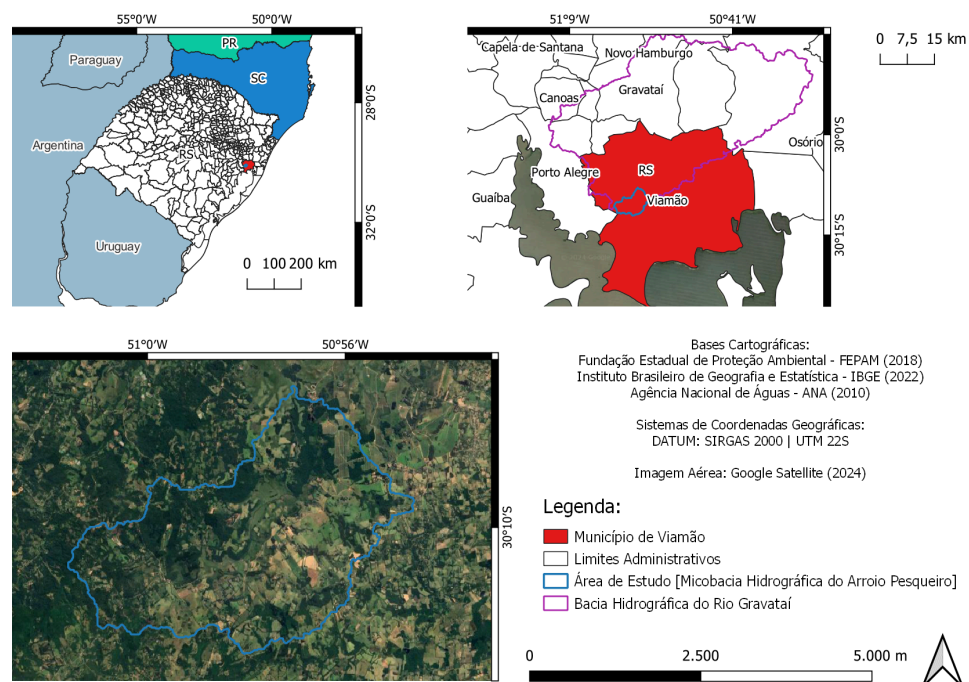 55°0'W 50°0'W
PR
Paraguay
SC
28°0'S
Argentina
RS
32°0'S
Uruguay
0 100 200 km
51°9'W 50°41'W
0 7,5 15 km
Capela de Santana
Novo Hamburgo
Gravataí
Canoas
30°0'S
Osório
Porto Alegre
RS
Guaíba
Viamão
30°15'S
51°0'W 50°56'W
30°10'S
Bases Cartográficas:
Fundação Estadual de Proteção Ambiental - FEPAM (2018)
Instituto Brasileiro de Geografia e Estatística - IBGE (2022)
Agência Nacional de Águas - ANA (2010)
Sistemas de Coordenadas Geográficas:
DATUM: SIRGAS 2000 | UTM 22S
Imagem Aérea: Google Satellite (2024)
Legenda:
Município de Viamão
Limites Administrativos
Área de Estudo [Micobacia Hidrográfica do Arroio Pesqueiro]
Bacia Hidrográfica do Rio Gravataí
0 2.500 5.000 m